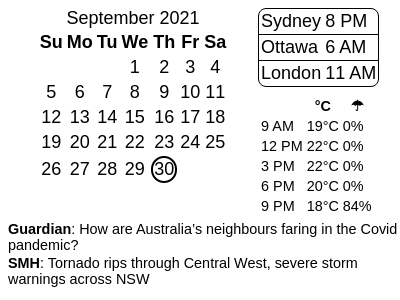 September 2021
Su Mo Tu We Th Fr Sa
1 2 3 4
5 6 7 8 9 10 11
12 13 14 15 16 17 18
19 20 21 22 23 24 25
26 27 28 29 30
Sydney 8 PM
Ottawa 6 AM
London 11 AM
°C ☂
9 AM 19°C 0%
12 PM 22°C 0%
3 PM 22°C 0%
6 PM 20°C 0%
9 PM 18°C 84%
Guardian: How are Australia’s neighbours faring in the Covid
pandemic?
SMH: Tornado rips through Central West, severe storm
warnings across NSW